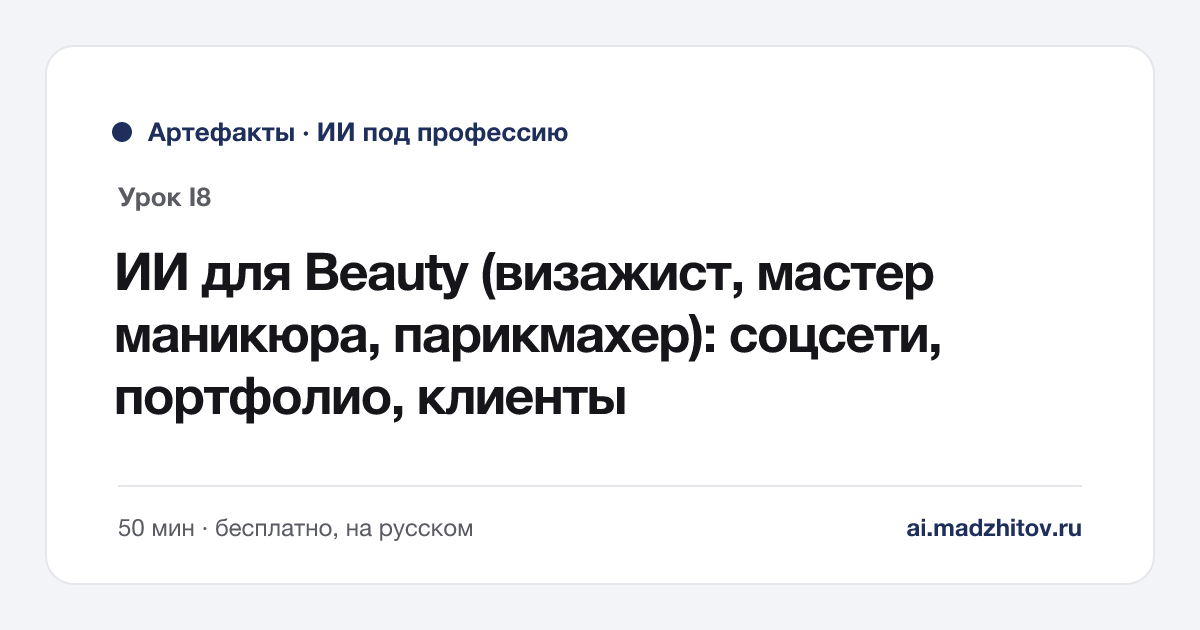 Артефакты · ИИ под профессию
Урок I8
ИИ для Beauty (визажист, мастер
маникюра, парикмахер): соцсети,
портфолио, клиенты
50 мин · бесплатно, на русском
ai.madzhitov.ru